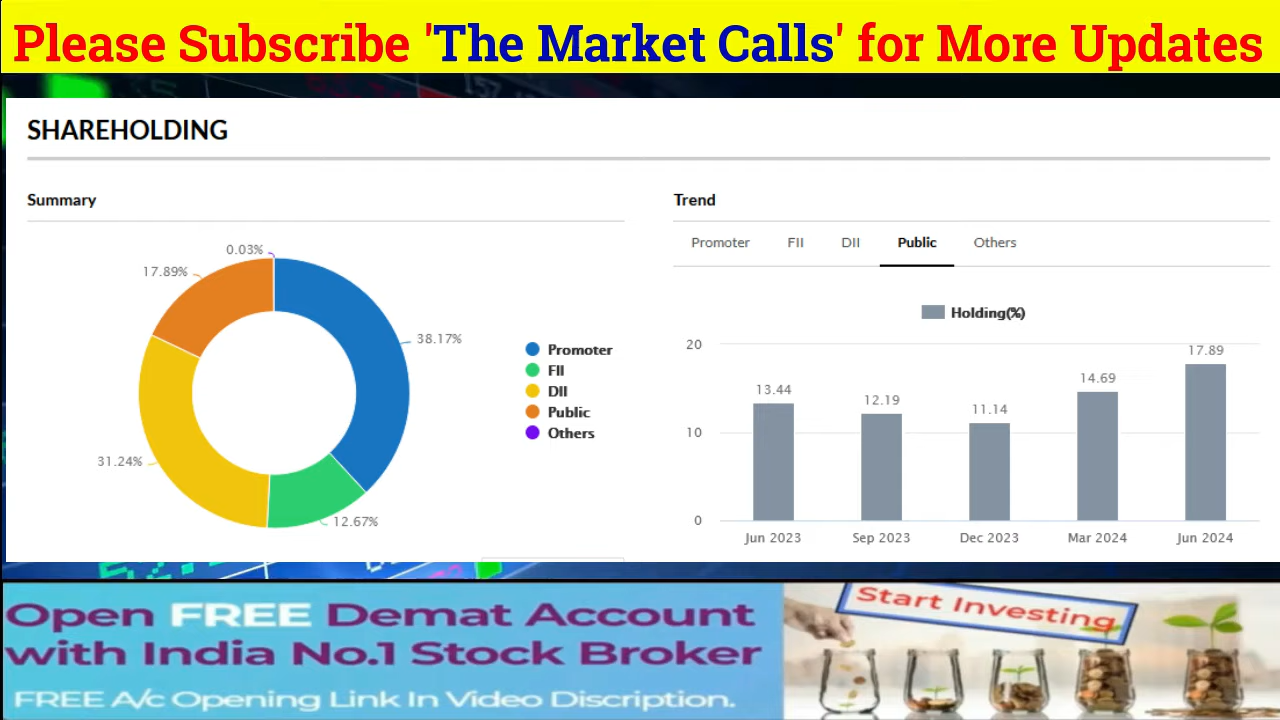 Please Subscribe 'The Market Calls' for More Updates
157.42
SHAREHOLDING
Summary
Trend
Promoter FII DII Public Others
0.03%
17.89%
38.17%
31.24%
12.67%
Promoter
FII
DII
Public
Others
Holding(%)
20
10
0
13.44
12.19
11.14
14.69
17.89
Jun 2023 Sep 2023 Dec 2023 Mar 2024 Jun 2024
Open FREE Demat Account
with India No.1 Stock Broker
FREE A/c Opening Link In Video Discription.
Start Investing